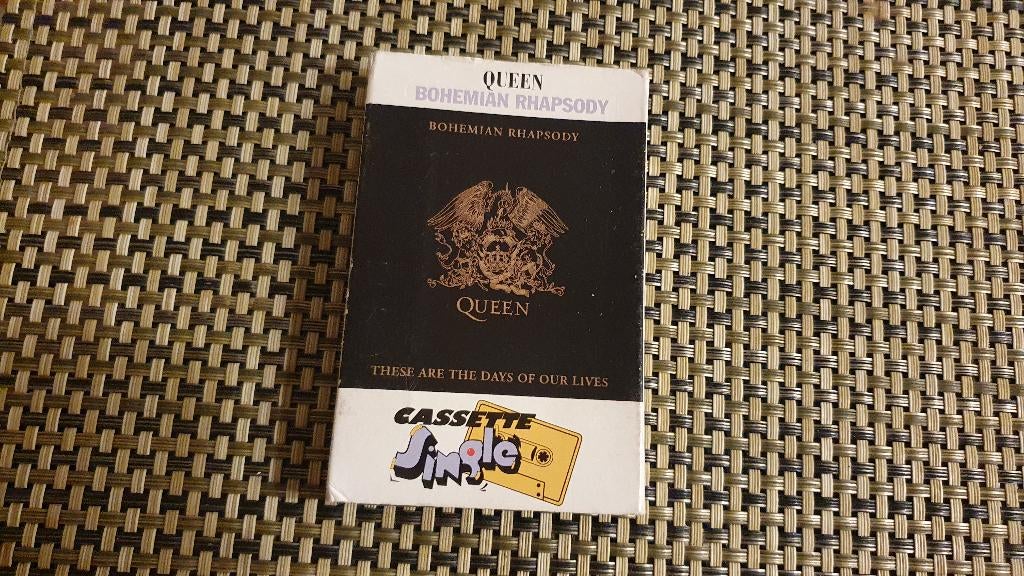 QUEEN
BOHEMIAN RHAPSODY
BOHEMIAN RHAPSODY
QUEEN
THESE ARE THE DAYS OF OUR LIVES
CASSETTE
Single